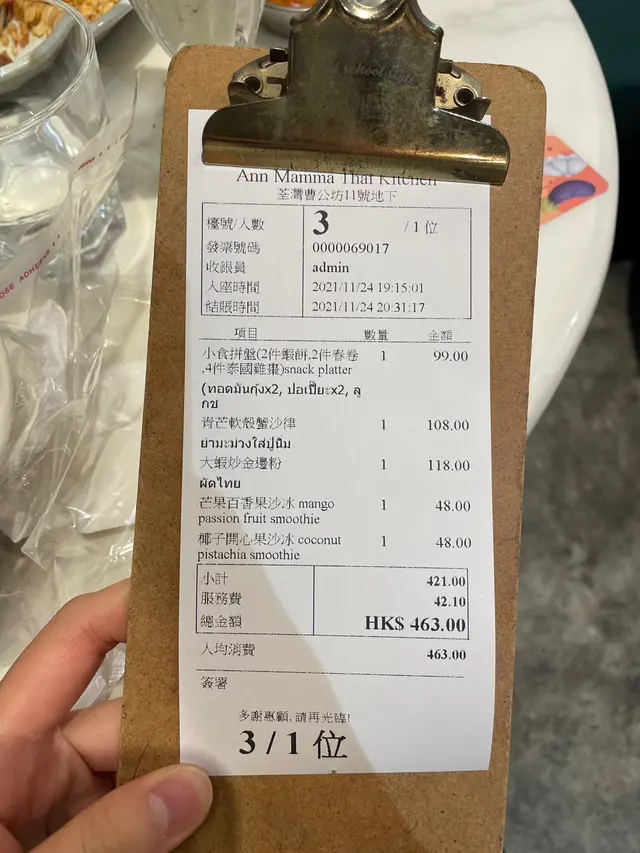 Ann Mamma Thai Kitchen
荃灣曹公坊11號地下
檯號/人數 3 / 1 位
發票號碼 0000069017
收銀員 admin
入座時間 2021/11/24 19:15:01
結賬時間 2021/11/24 20:31:17
項目 數量 金額
小食拼盤(2件蝦餅,2件春卷 1 99.00
,4件泰國雞棗)snack platter
(ทอดมันกุ้งx2, ปอเปี๊ยะx2, ลู
กช
青芒軟殼蟹沙律 1 108.00
ยำมะม่วงใส่ปูนิ่ม
大蝦炒金邊粉 1 118.00
ผัดไทย
芒果百香果沙冰 mango 1 48.00
passion fruit smoothie
椰子開心果沙冰 coconut 1 48.00
pistachia smoothie
小計 421.00
服務費 42.10
總金額 HK$ 463.00
人均消費 463.00
簽署
多謝惠顧, 請再光臨!
3 / 1 位